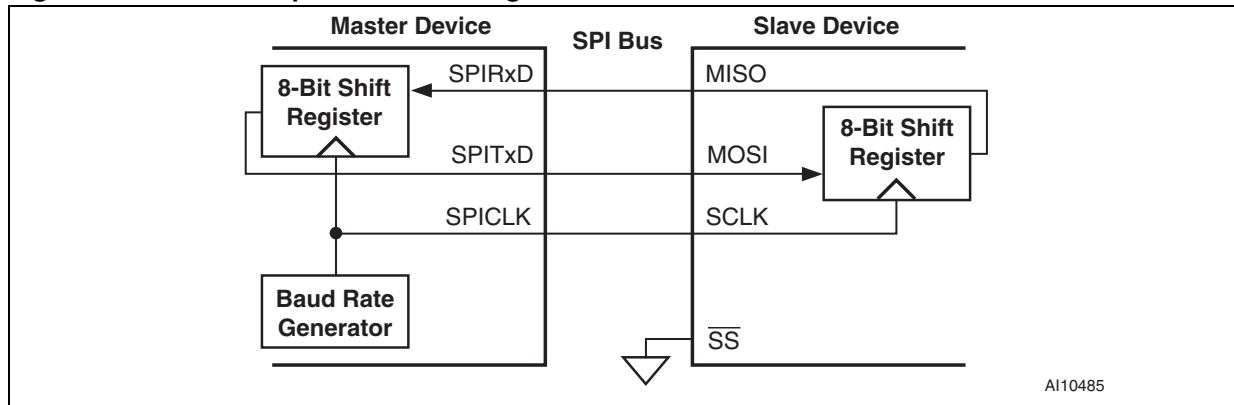 Master Device
SPI Bus
Slave Device
SPIRxD
MISO
8-Bit Shift
Register
8-Bit Shift
Register
SPITxD
MOSI
SPICLK
SCLK
Baud Rate
Generator
SS
AI10485